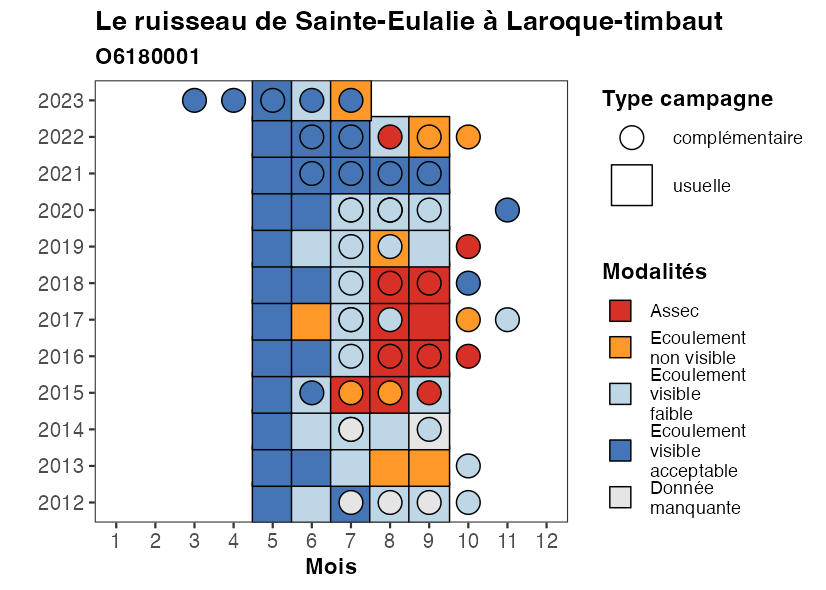 Le ruisseau de Sainte-Eulalie à Laroque-timbaut
O6180001
2023
2022
2021
2020
2019
2018
2017
2016
2015
2014
2013
2012
1 2 3 4 5 6 7 8 9 10 11 12
Mois
Type campagne
complémentaire
usuelle
Modalités
Assec
Ecoulement
non visible
Ecoulement
visible
faible
Ecoulement
visible
acceptable
Donnée
manquante